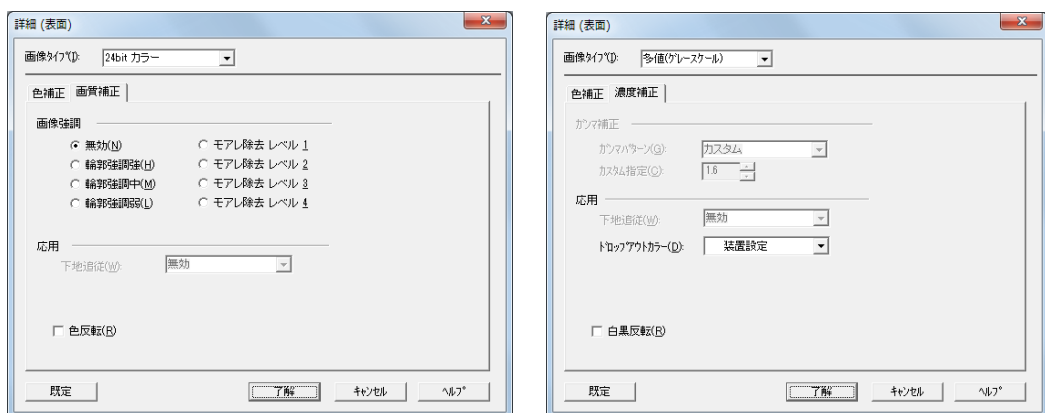 詳細 (表面)
画像ﾀｲﾌﾟ(I): 24bit カラー
色補正 画質補正
画像強調
無効(N) モアレ除去 レベル 1
輪郭強調強(H) モアレ除去 レベル 2
輪郭強調中(M) モアレ除去 レベル 3
輪郭強調弱(L) モアレ除去 レベル 4
応用
下地追従(W): 無効
色反転(R)
既定 了解 ｷｬﾝｾﾙ ﾍﾙﾌﾟ
詳細 (表面)
画像ﾀｲﾌﾟ(I): 多値(ｸﾞﾚｰｽｹｰﾙ)
色補正 濃度補正
ｶﾞﾝﾏ補正
ｶﾞﾝﾏﾊﾟﾀｰﾝ(G): カスタム
ｶｽﾀﾑ指定(C): 1.6
応用
下地追従(W): 無効
ﾄﾞﾛｯﾌﾟｱｳﾄｶﾗｰ(D): 装置設定
白黒反転(R)
既定 了解 ｷｬﾝｾﾙ ﾍﾙﾌﾟ